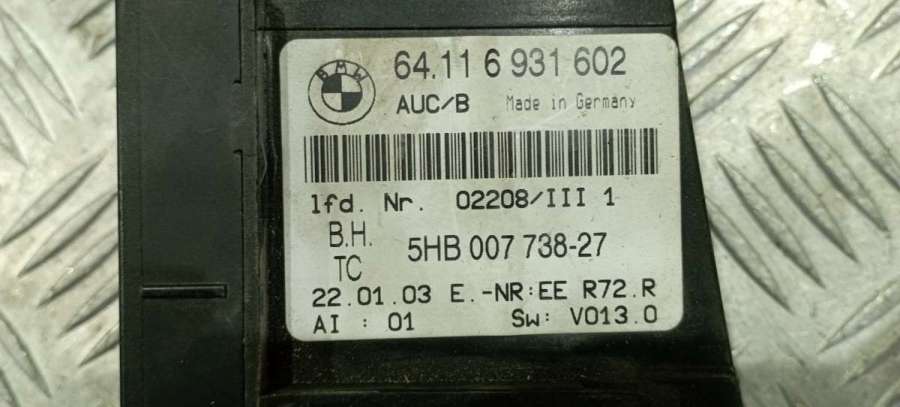 BMW
64.11 6 931 602
AUC/B Made in Germany
lfd. Nr. 02208/III 1
B.H.
TC
5HB 007 738-27
22.01.03 E.-NR:EE R72.R
AI : 01 Sw: V013.0